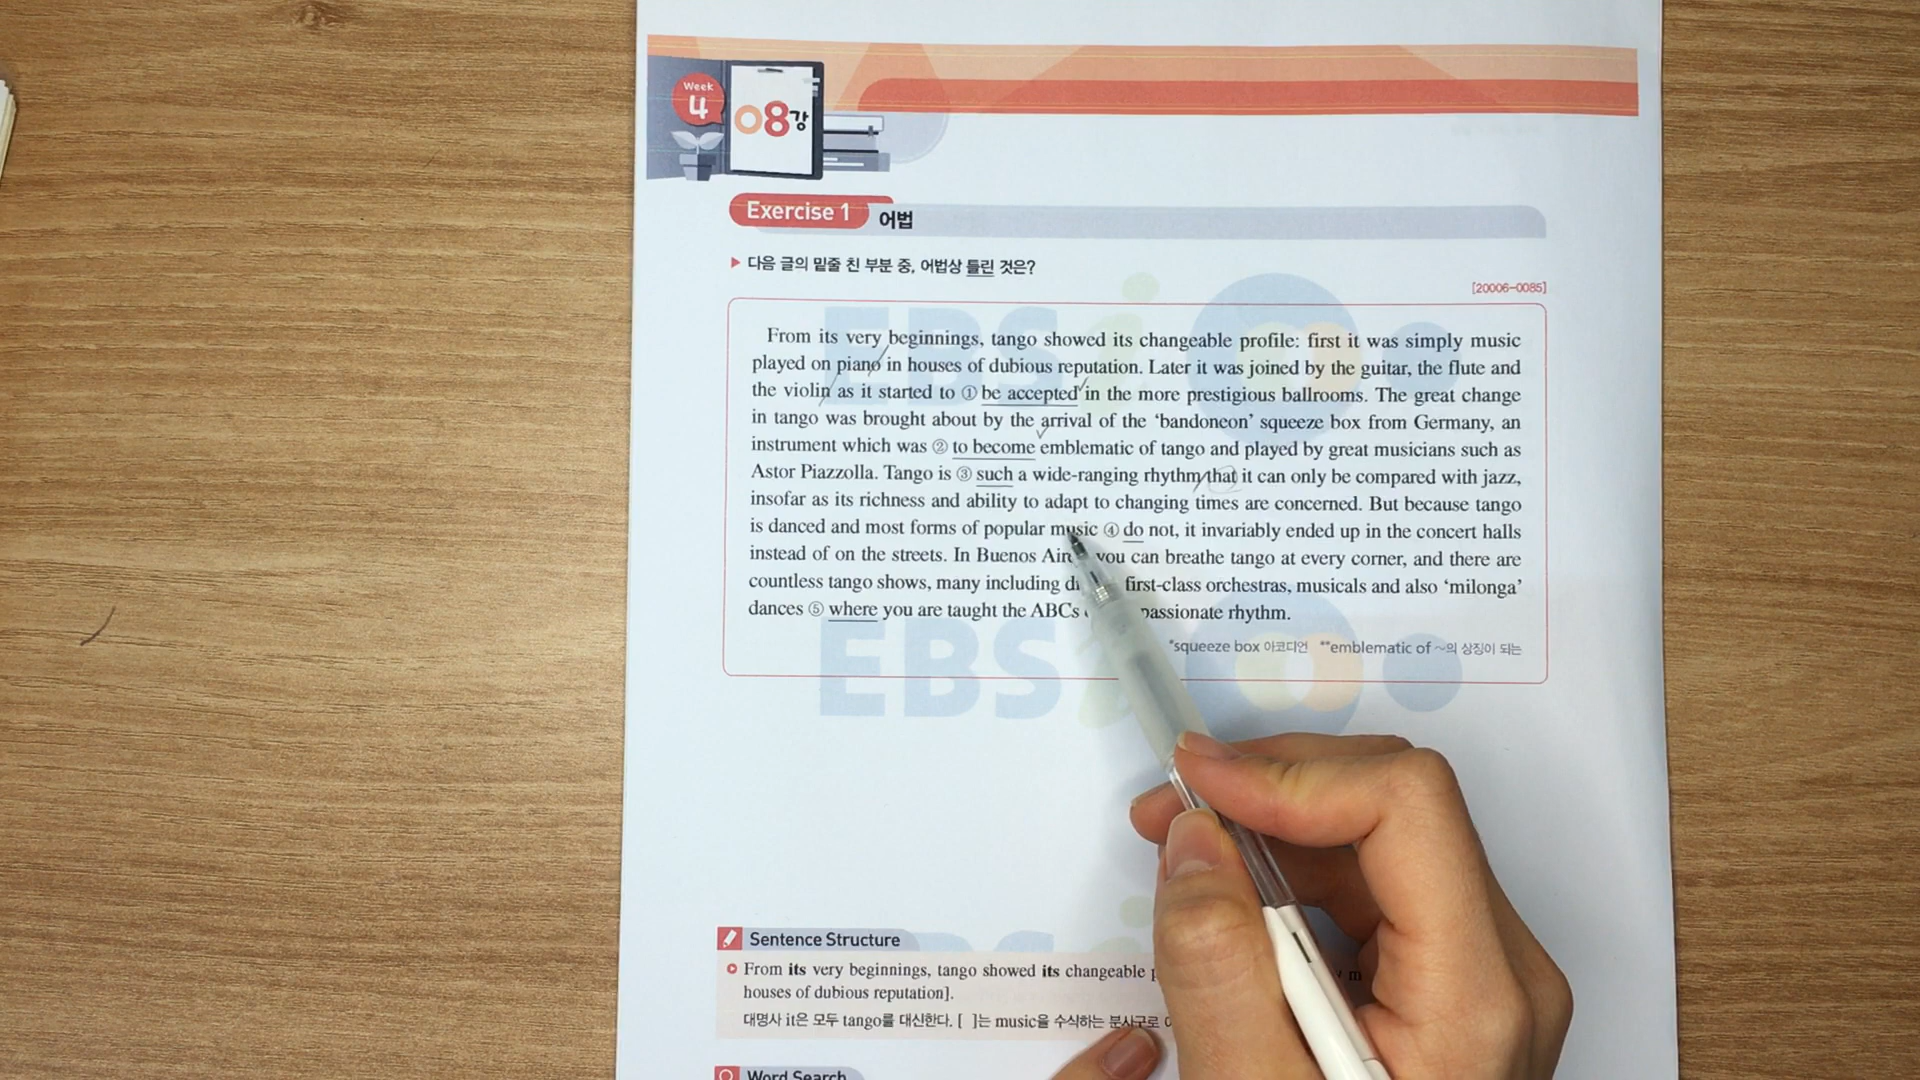 Week
4
08강
Exercise 1 어법
▶ 다음 글의 밑줄 친 부분 중, 어법상 틀린 것은?
[20006-0085]
From its very beginnings, tango showed its changeable profile: first it was simply music
played on piano in houses of dubious reputation. Later it was joined by the guitar, the flute and
the violin as it started to ① be accepted in the more prestigious ballrooms. The great change
in tango was brought about by the arrival of the ‘bandoneon’ squeeze box from Germany, an
instrument which was ② to become emblematic of tango and played by great musicians such as
Astor Piazzolla. Tango is ③ such a wide-ranging rhythm that it can only be compared with jazz,
insofar as its richness and ability to adapt to changing times are concerned. But because tango
is danced and most forms of popular music ④ do not, it invariably ended up in the concert halls
instead of on the streets. In Buenos you can breathe tango at every corner, and there are
countless tango shows, many including first-class orchestras, musicals and also ‘milonga’
dances ⑤ where you are taught the ABCs passionate rhythm.
*squeeze box 아코디언 **emblematic of ~의 상징이 되는
EBS
EBS
EBS
Sentence Structure
From its very beginnings, tango showed its changeable
houses of dubious reputation].
대명사 it은 모두 tango를 대신한다. [ ]는 music을 수식하는 분사구로
Word Search